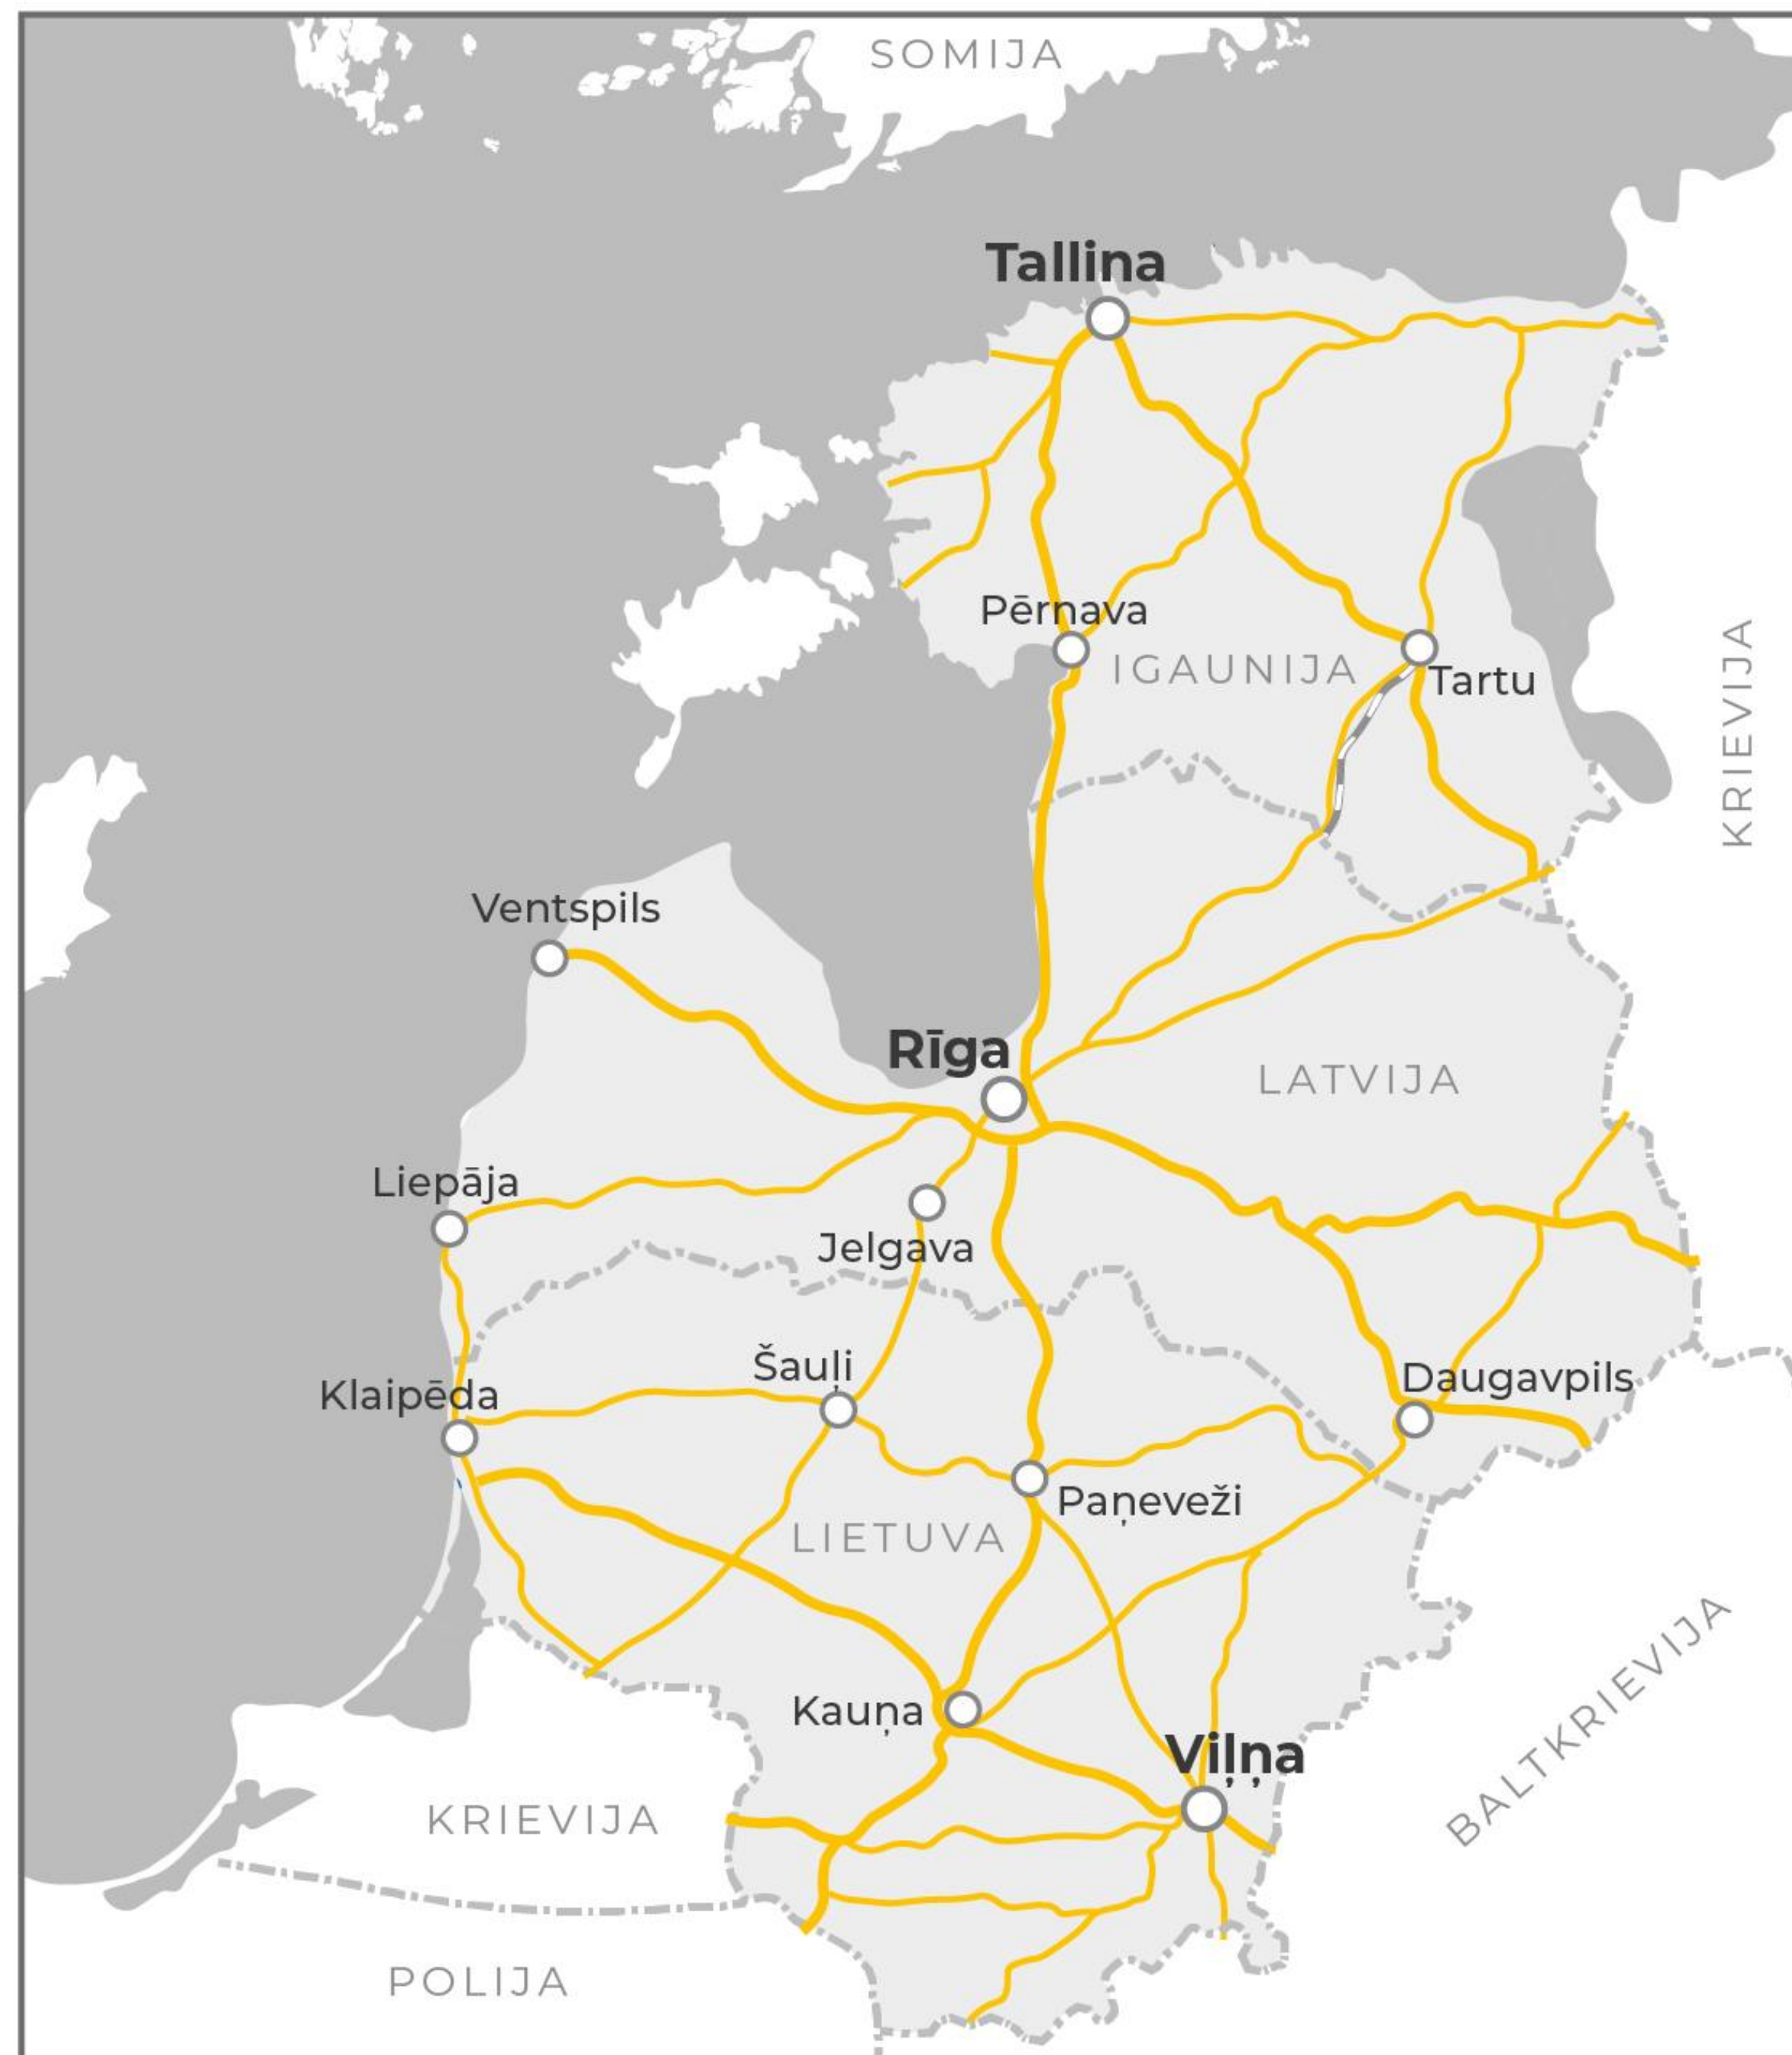 SOMIJA
Tallina
Pērnava
IGAUNIJA
Tartu
KRIEVIJA
Ventspils
Rīga
LATVIJA
Liepāja
Jelgava
Šauļi
Klaipēda
Daugavpils
Paņeveži
LIETUVA
Kauņa
Viļņa
BALTKRIEVIJA
KRIEVIJA
POLIJA